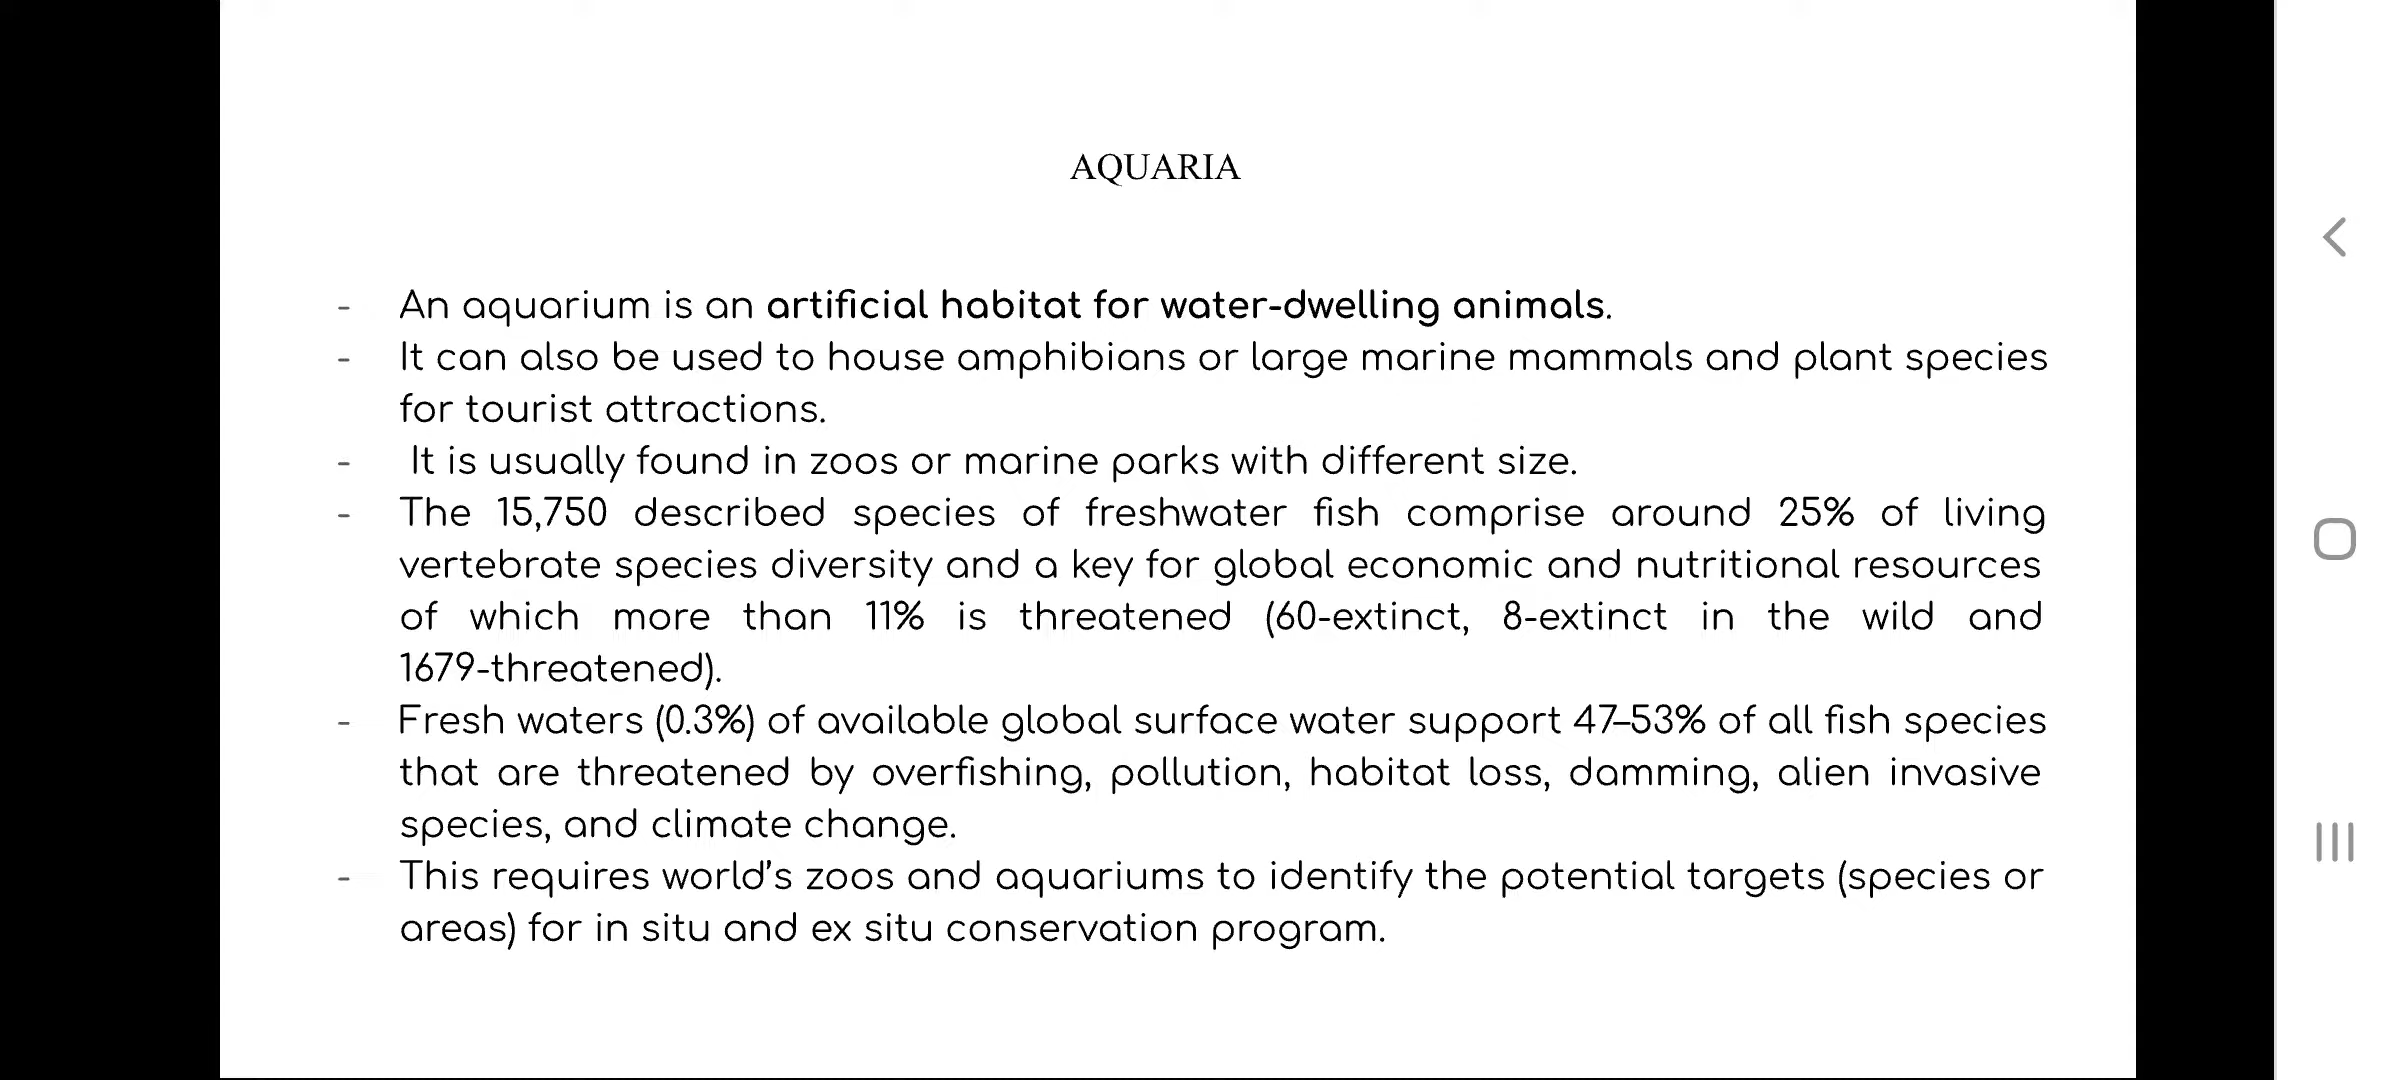 AQUARIA
- An aquarium is an artificial habitat for water-dwelling animals.
- It can also be used to house amphibians or large marine mammals and plant species
for tourist attractions.
- It is usually found in zoos or marine parks with different size.
- The 15,750 described species of freshwater fish comprise around 25% of living
vertebrate species diversity and a key for global economic and nutritional resources
of which more than 11% is threatened (60-extinct, 8-extinct in the wild and
1679-threatened).
- Fresh waters (0.3%) of available global surface water support 47–53% of all fish species
that are threatened by overfishing, pollution, habitat loss, damming, alien invasive
species, and climate change.
- This requires world's zoos and aquariums to identify the potential targets (species or
areas) for in situ and ex situ conservation program.